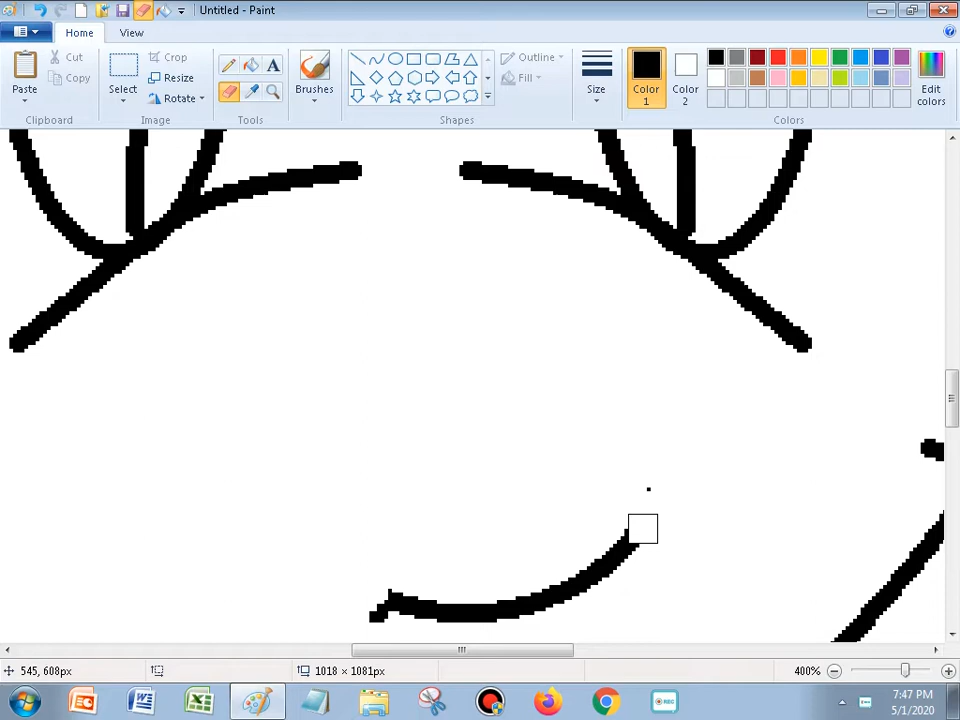 Untitled - Paint
Home
View
Paste
Cut
Copy
Clipboard
Select
Crop
Resize
Rotate
Image
A
Tools
Brushes
Shapes
Outline
Fill
Size
Color 1
Color 2
Edit colors
Colors
545, 608px
1018 × 1081px
400%
REC
7:47 PM
5/1/2020